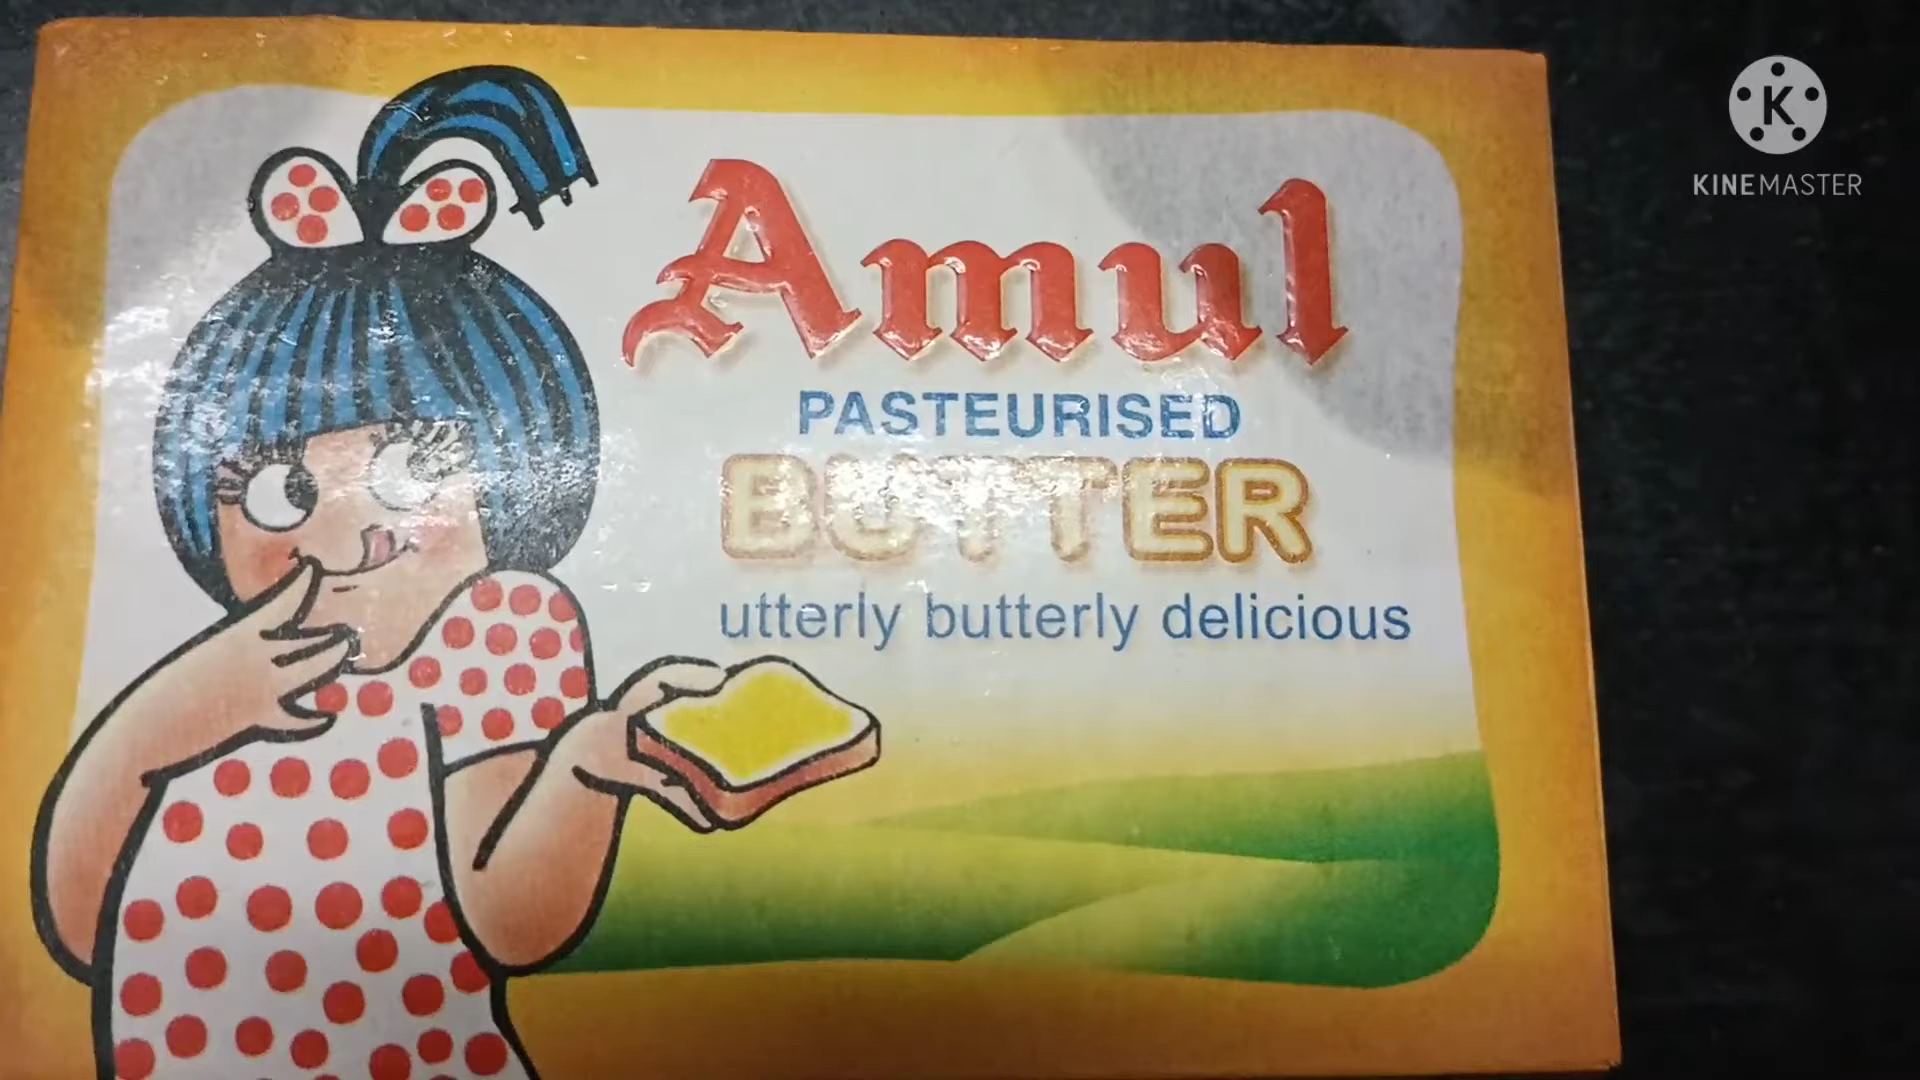 Amul
PASTEURISED
BUTTER
utterly butterly delicious
K
KINEMASTER